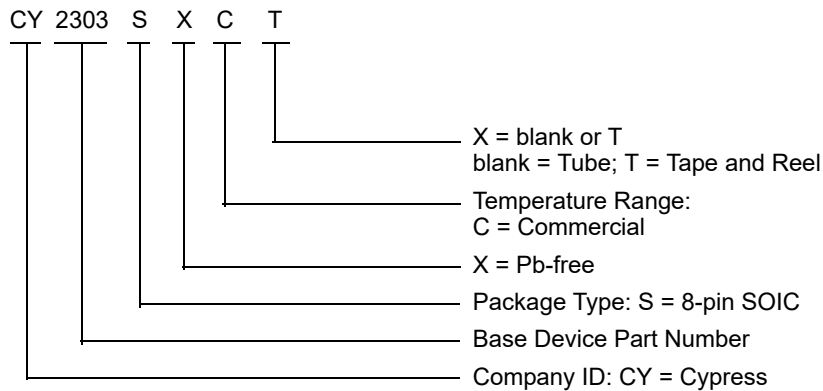 CY 2303 S X C T
X = blank or T
blank = Tube; T = Tape and Reel
Temperature Range:
C = Commercial
X = Pb-free
Package Type: S = 8-pin SOIC
Base Device Part Number
Company ID: CY = Cypress